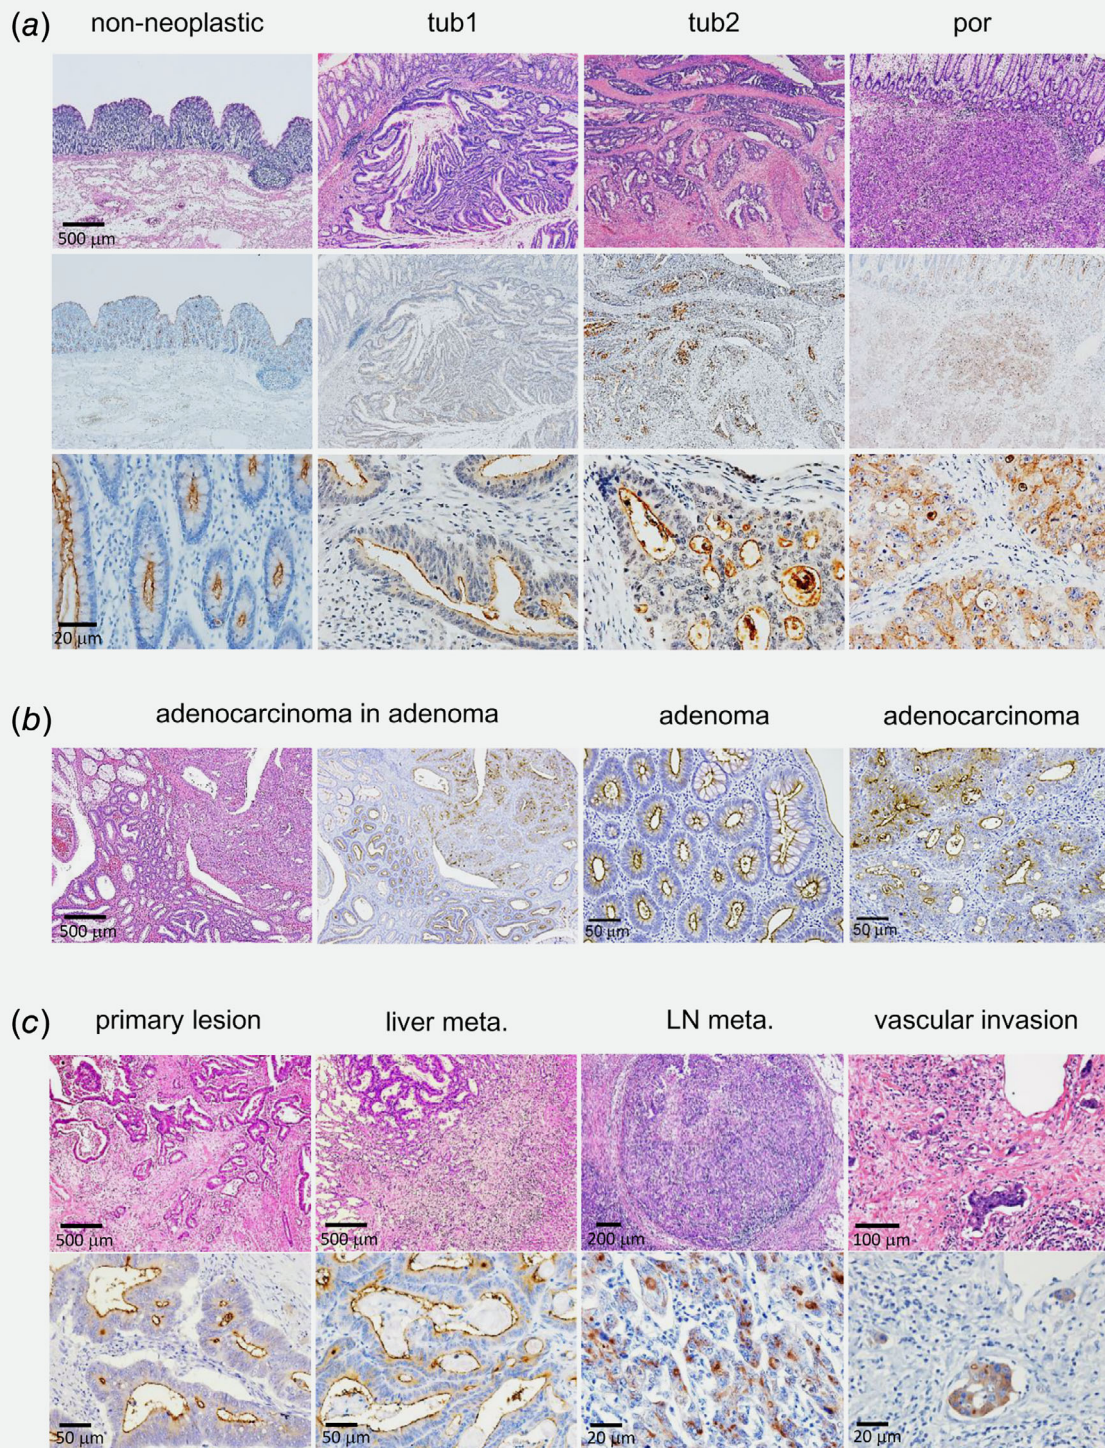 (a) non-neoplastic tub1 tub2 por
500 µm
20 µm
(b) adenocarcinoma in adenoma adenoma adenocarcinoma
500 µm 50 µm 50 µm
(c) primary lesion liver meta. LN meta. vascular invasion
500 µm 500 µm 200 µm 100 µm
50 µm 50 µm 20 µm 20 µm